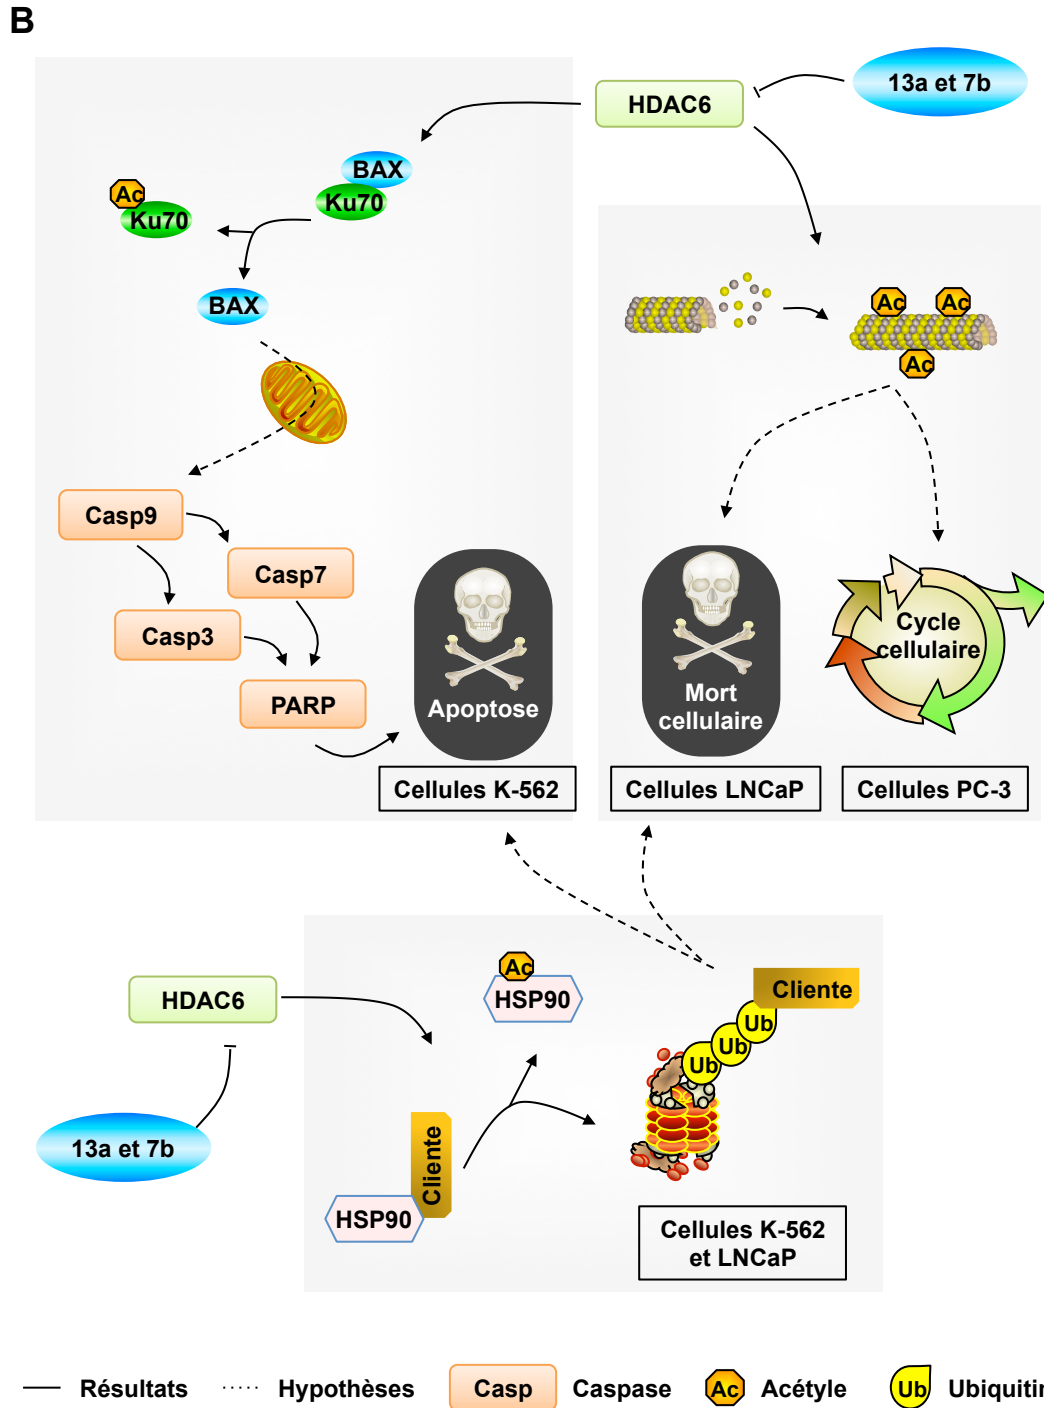 B
13a et 7b
HDAC6
BAX
Ku70
Ac
Ku70
BAX
Ac
Ac
Ac
Casp9
Casp7
Casp3
PARP
Apoptose
Mort
cellulaire
Cycle
cellulaire
Cellules K-562
Cellules LNCaP
Cellules PC-3
HDAC6
13a et 7b
Ac
HSP90
Cliente
HSP90
Cliente
Ub
Ub
Ub
Cellules K-562
et LNCaP
Résultats
Hypothèses
Casp
Caspase
Ac
Acétyle
Ub
Ubiquitin